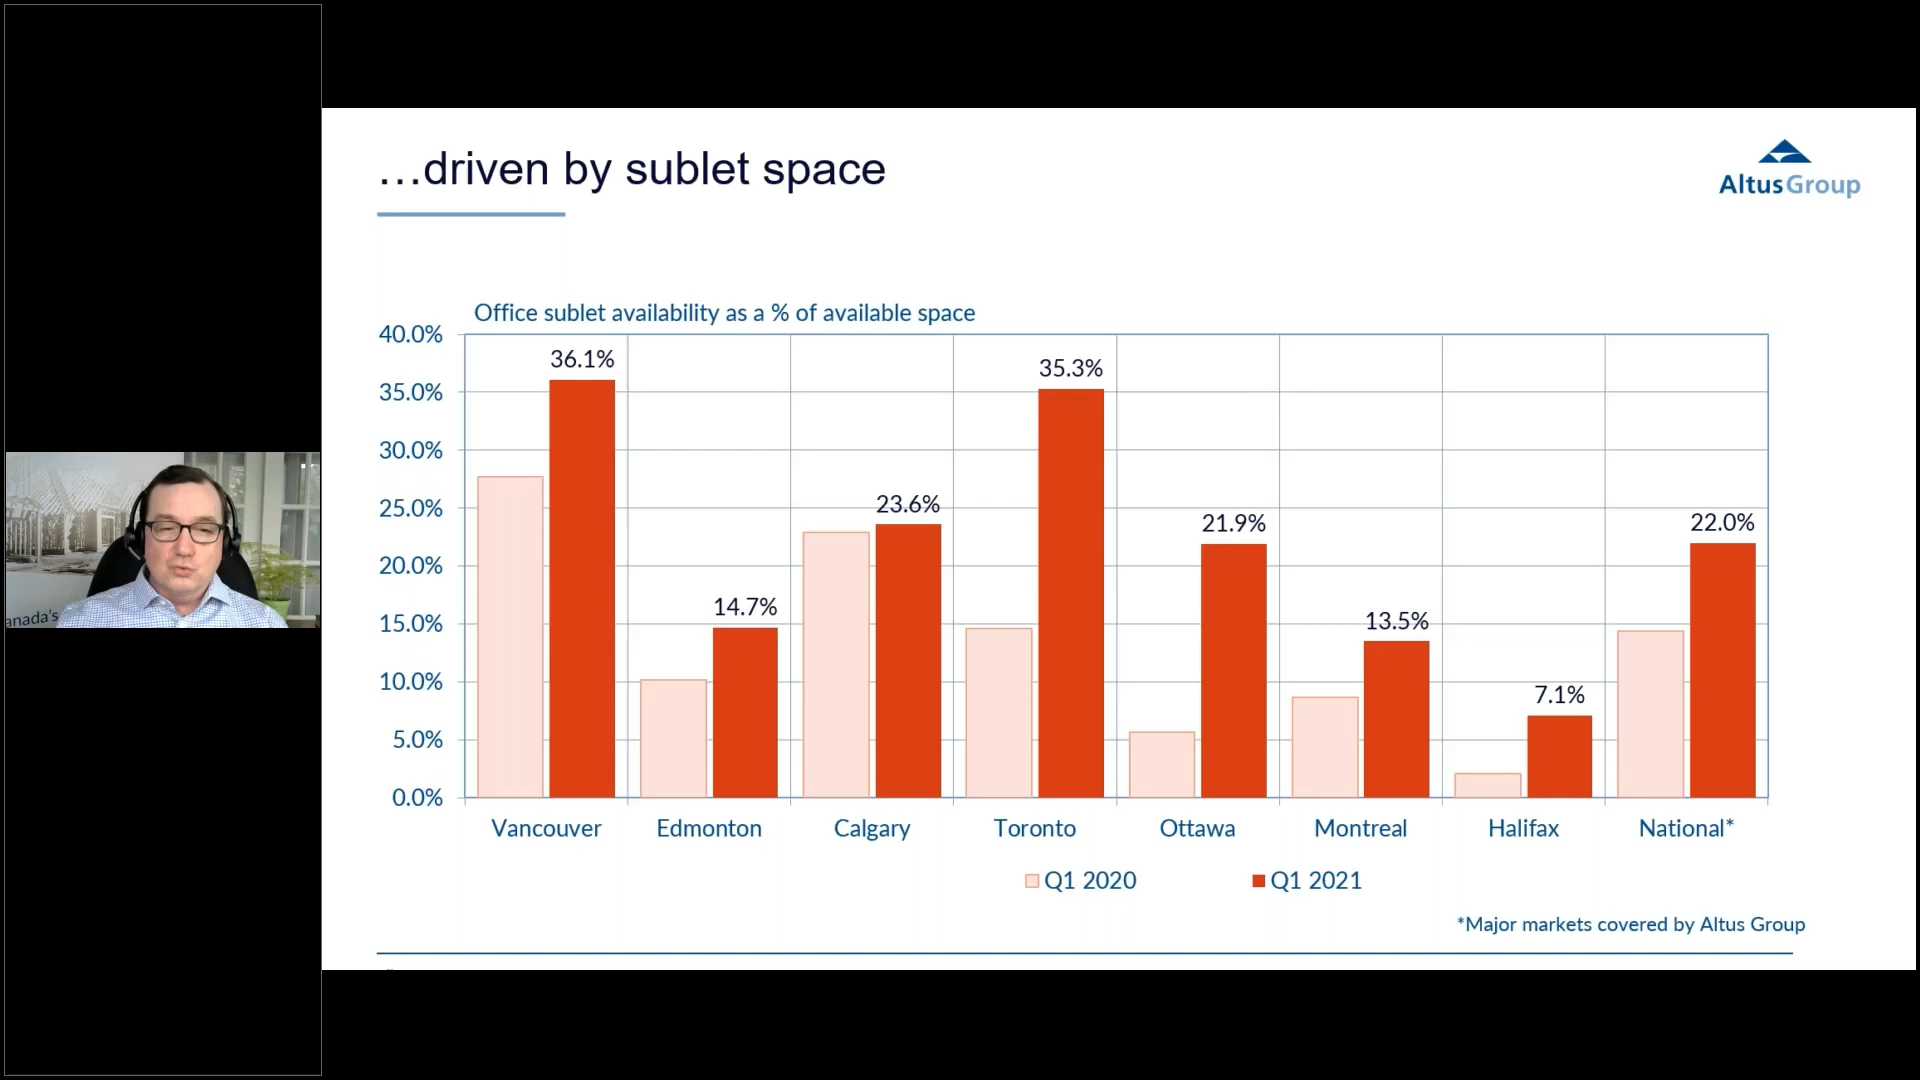 …driven by sublet space
AltusGroup
Office sublet availability as a % of available space
40.0%
35.0%
30.0%
25.0%
20.0%
15.0%
10.0%
5.0%
0.0%
36.1%
14.7%
23.6%
35.3%
21.9%
13.5%
7.1%
22.0%
Vancouver Edmonton Calgary Toronto Ottawa Montreal Halifax National*
Q1 2020 Q1 2021
*Major markets covered by Altus Group
anada's